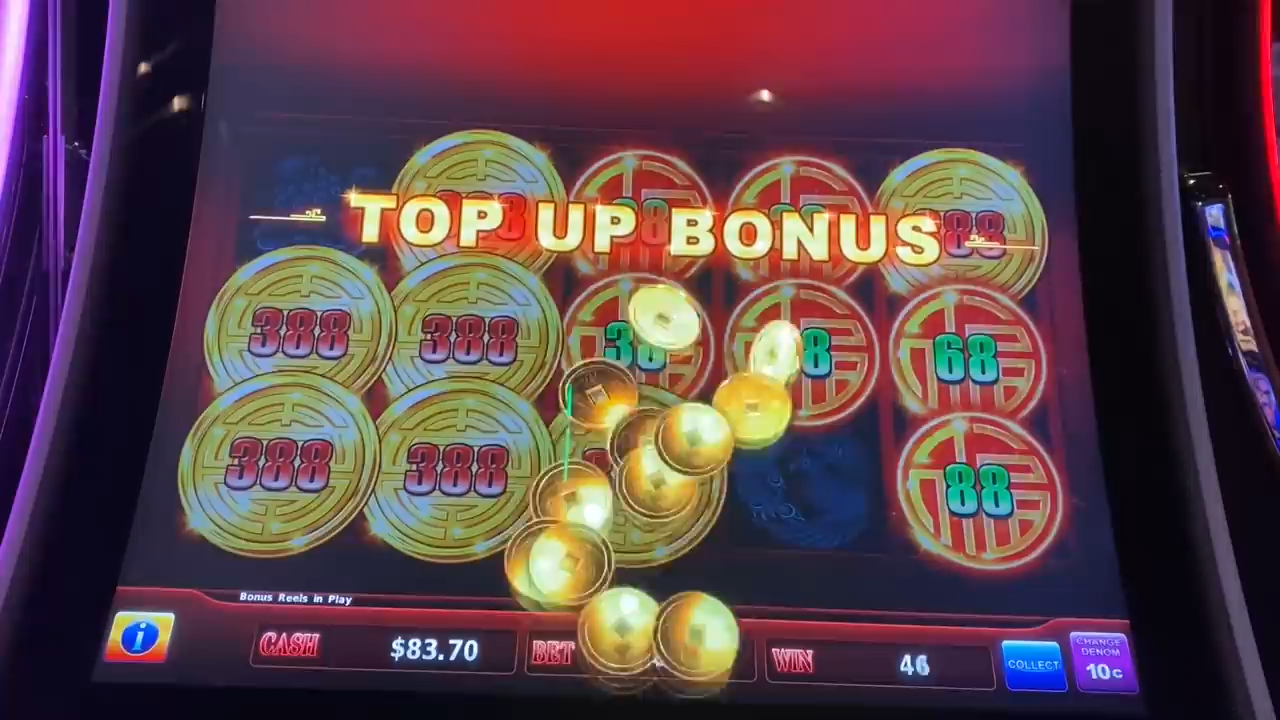 TOP UP BONUS
88
388
388
68
388
388
88
Bonus Reels in Play
i
CASH
$83.70
BET
WIN
46
COLLECT
CHANGE
DENOM
10c